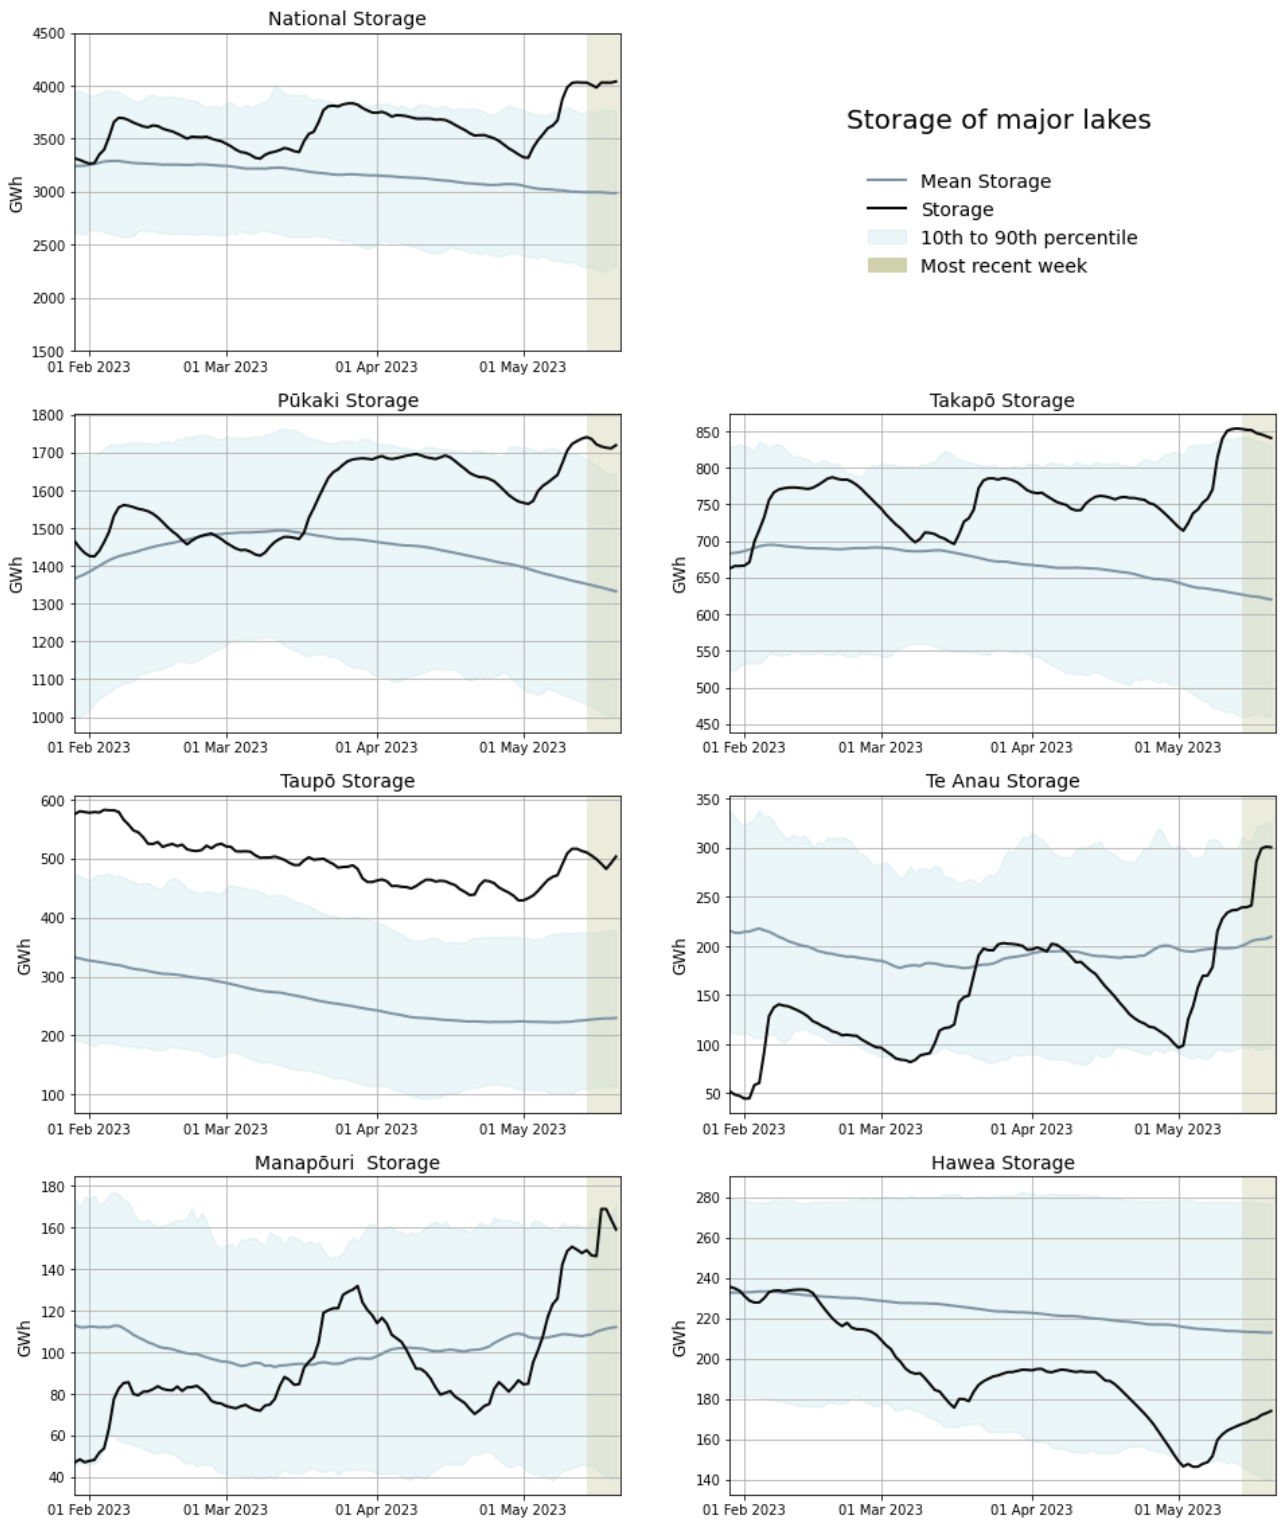 National Storage
4500
4000
3500
3000
2500
2000
1500
GWh
01 Feb 2023
01 Mar 2023
01 Apr 2023
01 May 2023
Storage of major lakes
Mean Storage
Storage
10th to 90th percentile
Most recent week
Pūkaki Storage
1800
1700
1600
1500
1400
1300
1200
1100
1000
GWh
01 Feb 2023
01 Mar 2023
01 Apr 2023
01 May 2023
Takapō Storage
850
800
750
700
650
600
550
500
450
GWh
01 Feb 2023
01 Mar 2023
01 Apr 2023
01 May 2023
Taupō Storage
600
500
400
300
200
100
GWh
01 Feb 2023
01 Mar 2023
01 Apr 2023
01 May 2023
Te Anau Storage
350
300
250
200
150
100
50
GWh
01 Feb 2023
01 Mar 2023
01 Apr 2023
01 May 2023
Manapōuri  Storage
180
160
140
120
100
80
60
40
GWh
01 Feb 2023
01 Mar 2023
01 Apr 2023
01 May 2023
Hawea Storage
280
260
240
220
200
180
160
140
GWh
01 Feb 2023
01 Mar 2023
01 Apr 2023
01 May 2023